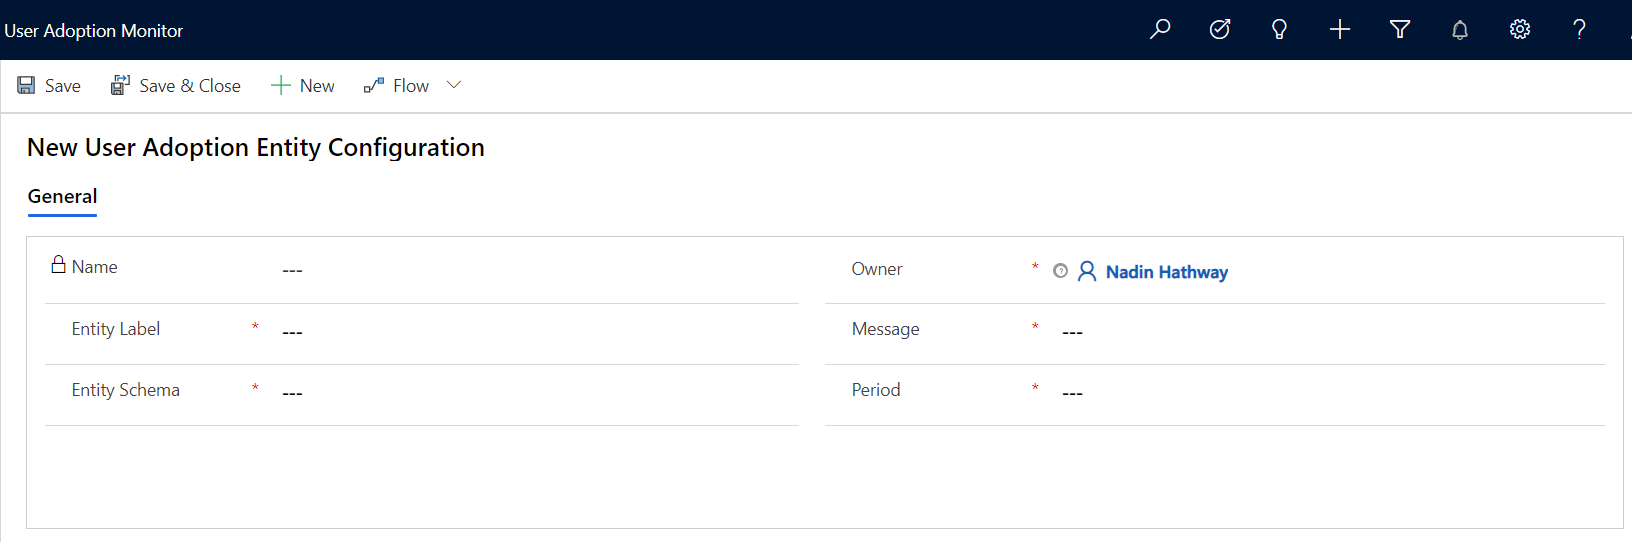 User Adoption Monitor
Save Save & Close New Flow
New User Adoption Entity Configuration
General
Name --- Owner * Nadin Hathway
Entity Label * --- Message * ---
Entity Schema * --- Period * ---